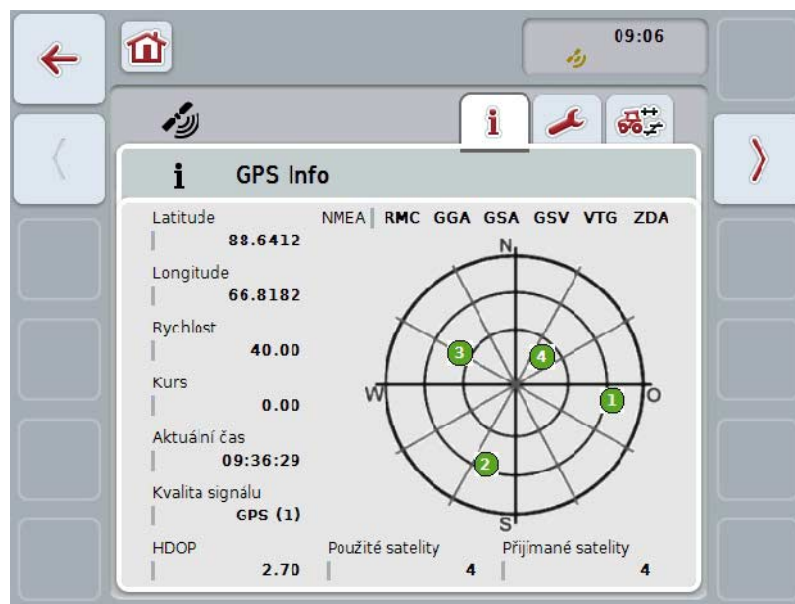 09:06
i
i GPS Info
Latitude
88.6412
Longitude
66.8182
Rychlost
40.00
Kurs
0.00
Aktuální čas
09:36:29
Kvalita signálu
GPS (1)
HDOP
2.70
NMEA RMC GGA GSA GSV VTG ZDA
N
3
4
W
1
O
2
S
Použité satelity
4
Přijímané satelity
4